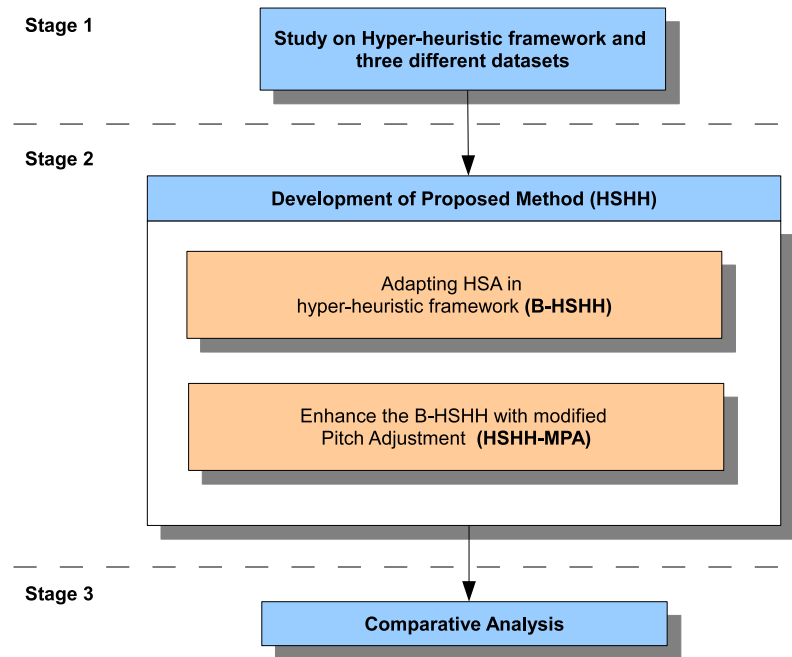 Stage 1
Study on Hyper-heuristic framework and
three different datasets
Stage 2
Development of Proposed Method (HSHH)
Adapting HSA in
hyper-heuristic framework (B-HSHH)
Enhance the B-HSHH with modified
Pitch Adjustment (HSHH-MPA)
Stage 3
Comparative Analysis